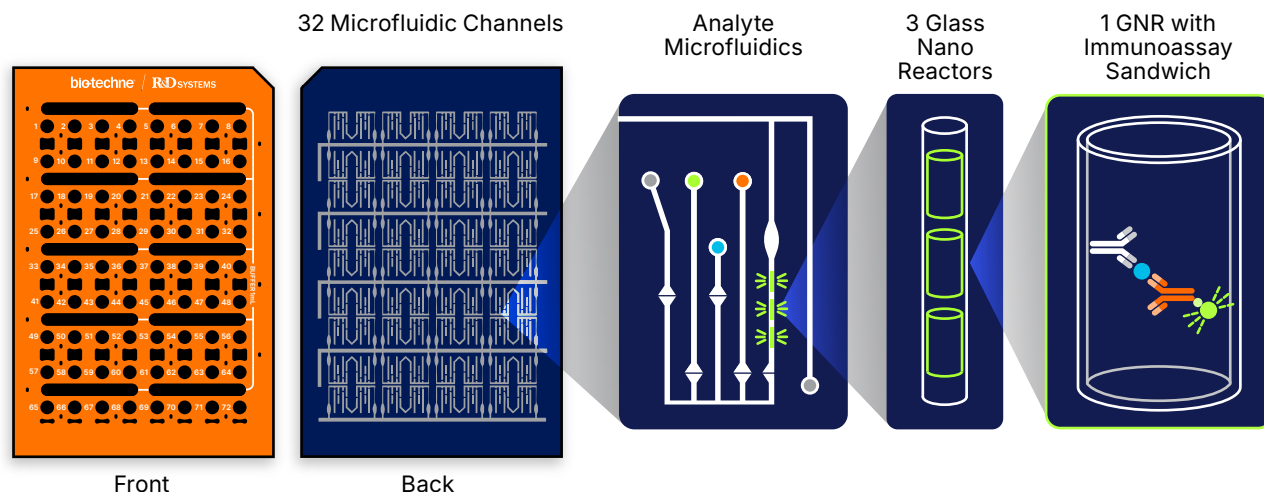 32 Microfluidic Channels
Analyte
Microfluidics
3 Glass
Nano
Reactors
1 GNR with
Immunoassay
Sandwich
bio-techne / R&D SYSTEMS
1 2 3 4 5 6 7 8
9 10 11 12 13 14 15 16
17 18 19 20 21 22 23 24
25 26 27 28 29 30 31 32
33 34 35 36 37 38 39 40
41 42 43 44 45 46 47 48
49 50 51 52 53 54 55 56
57 58 59 60 61 62 63 64
65 66 67 68 69 70 71 72
BUFFER 1mL
Front
Back